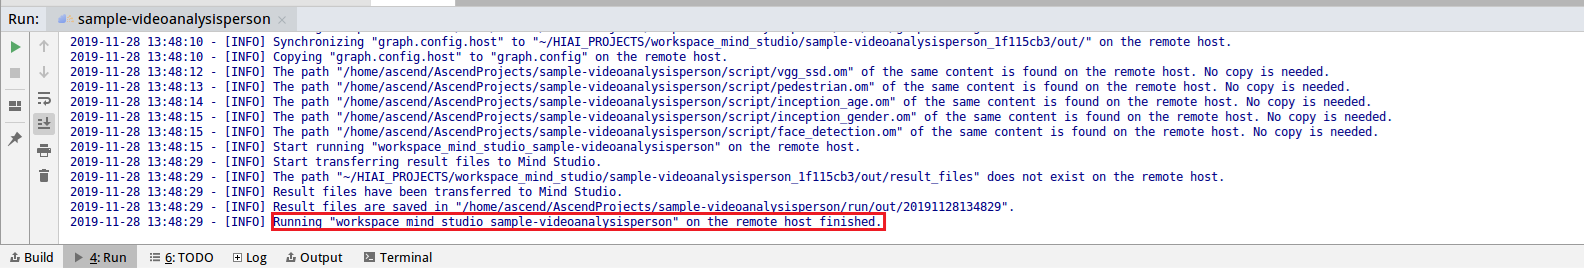 Run: sample-videoanalysisperson
2019-11-28 13:48:10 - [INFO] Synchronizing "graph.config.host" to "~/HIAI_PROJECTS/workspace_mind_studio/sample-videoanalysisperson_1f115cb3/out/" on the remote host.
2019-11-28 13:48:10 - [INFO] Copying "graph.config.host" to "graph.config" on the remote host.
2019-11-28 13:48:12 - [INFO] The path "/home/ascend/AscendProjects/sample-videoanalysisperson/script/vgg_ssd.om" of the same content is found on the remote host. No copy is needed.
2019-11-28 13:48:13 - [INFO] The path "/home/ascend/AscendProjects/sample-videoanalysisperson/script/pedestrian.om" of the same content is found on the remote host. No copy is needed.
2019-11-28 13:48:14 - [INFO] The path "/home/ascend/AscendProjects/sample-videoanalysisperson/script/inception_age.om" of the same content is found on the remote host. No copy is needed.
2019-11-28 13:48:15 - [INFO] The path "/home/ascend/AscendProjects/sample-videoanalysisperson/script/inception_gender.om" of the same content is found on the remote host. No copy is needed.
2019-11-28 13:48:15 - [INFO] The path "/home/ascend/AscendProjects/sample-videoanalysisperson/script/face_detection.om" of the same content is found on the remote host. No copy is needed.
2019-11-28 13:48:15 - [INFO] Start running "workspace_mind_studio_sample-videoanalysisperson" on the remote host.
2019-11-28 13:48:29 - [INFO] Start transferring result files to Mind Studio.
2019-11-28 13:48:29 - [INFO] The path "~/HIAI_PROJECTS/workspace_mind_studio/sample-videoanalysisperson_1f115cb3/out/result_files" does not exist on the remote host.
2019-11-28 13:48:29 - [INFO] Result files have been transferred to Mind Studio.
2019-11-28 13:48:29 - [INFO] Result files are saved in "/home/ascend/AscendProjects/sample-videoanalysisperson/run/out/20191128134829".
2019-11-28 13:48:29 - [INFO] Running "workspace mind studio sample-videoanalysisperson" on the remote host finished.
Build 4: Run 6: TODO Log Output Terminal